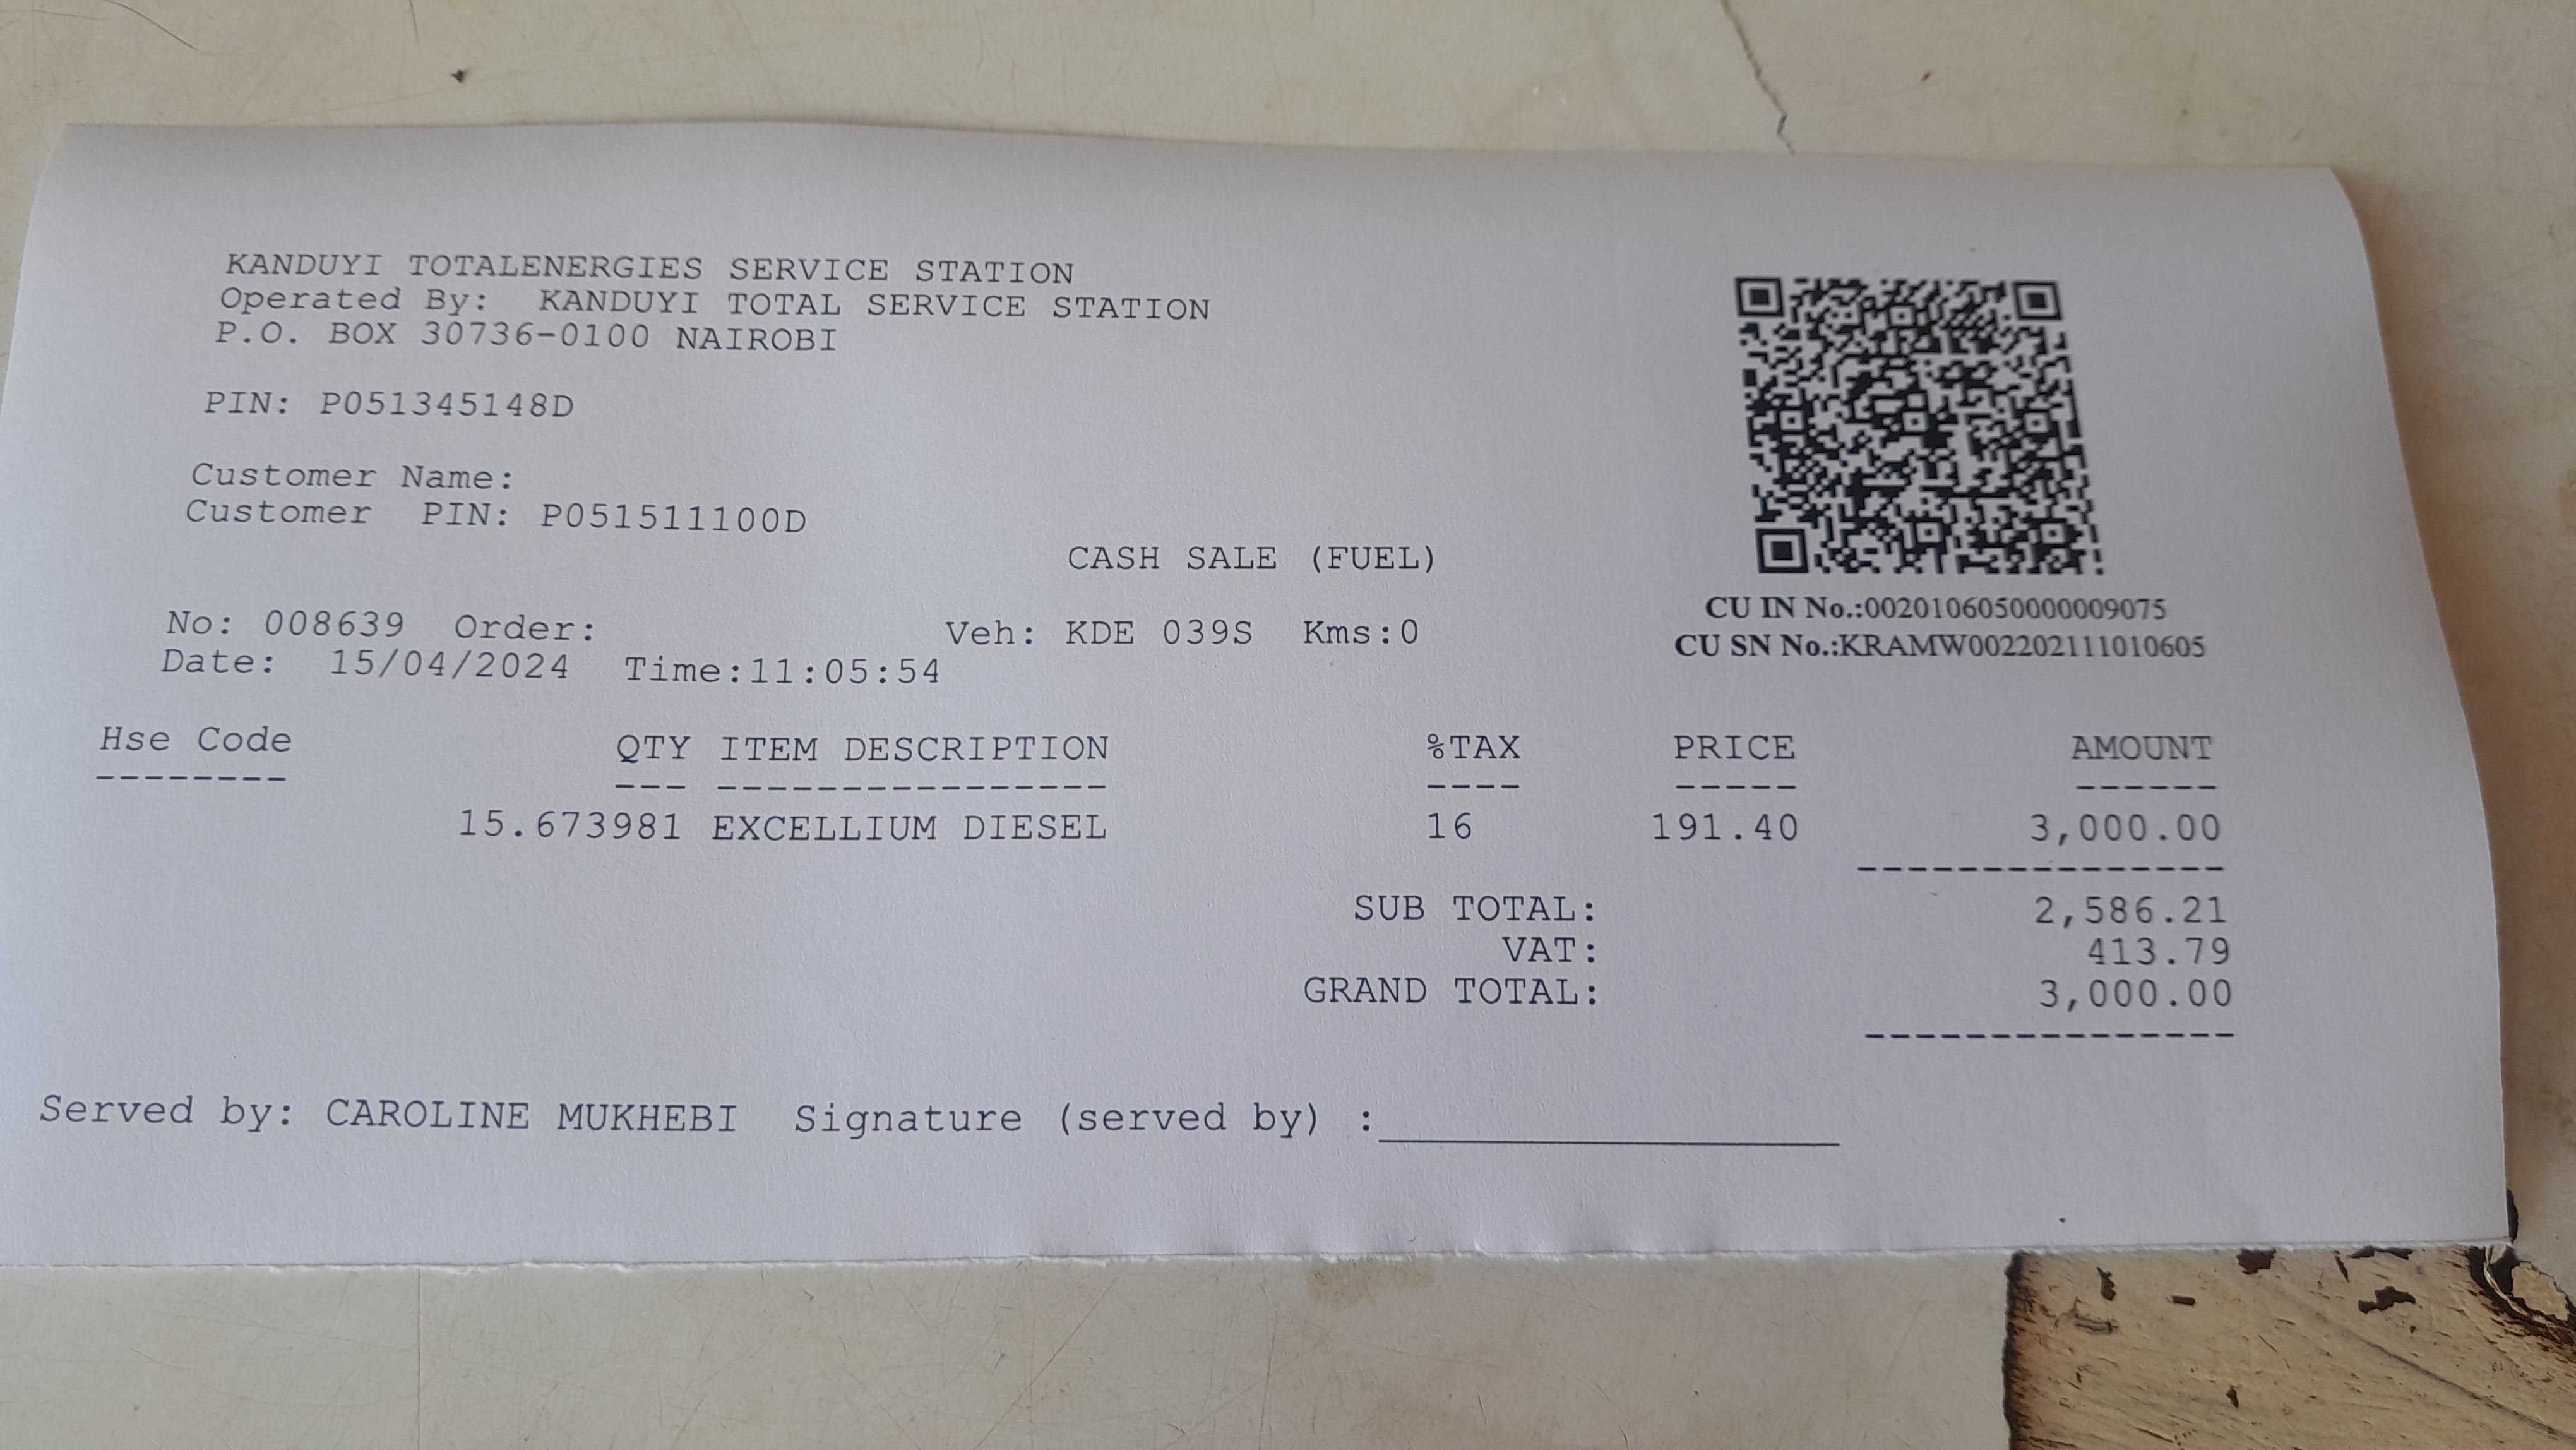 KANDUYI TOTALENERGIES SERVICE STATION
Operated By: KANDUYI TOTAL SERVICE STATION
P.O. BOX 30736-0100 NAIROBI
PIN: P051345148D
Customer Name:
Customer PIN: P051511100D
CASH SALE (FUEL)
CU IN No.:0020106050000009075
CU SN No.:KRAMW002202111010605
No: 008639 Order: Veh: KDE 039S Kms:0
Date: 15/04/2024 Time:11:05:54
Hse Code QTY ITEM DESCRIPTION %TAX PRICE AMOUNT
15.673981 EXCELLIUM DIESEL 16 191.40 3,000.00
SUB TOTAL: 2,586.21
VAT: 413.79
GRAND TOTAL: 3,000.00
Served by: CAROLINE MUKHEBI Signature (served by) :